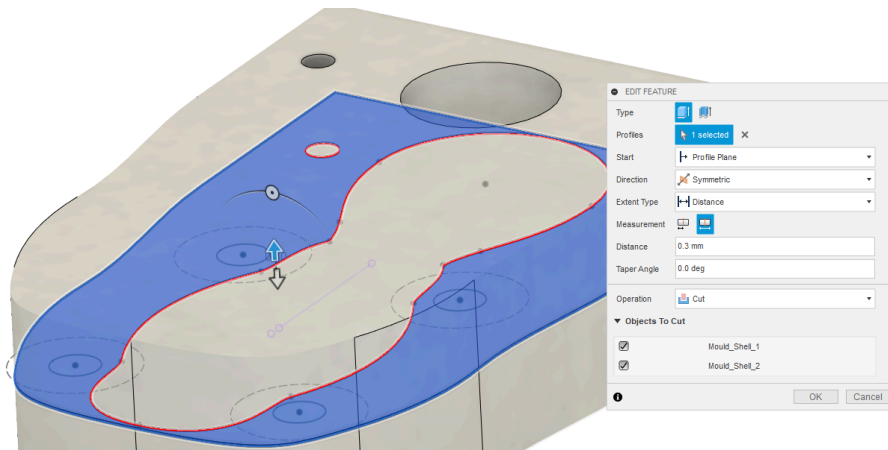 EDIT FEATURE
Type
Profiles 1 selected
Start Profile Plane
Direction Symmetric
Extent Type Distance
Measurement
Distance 0.3 mm
Taper Angle 0.0 deg
Operation Cut
Objects To Cut
Mould_Shell_1
Mould_Shell_2
OK Cancel